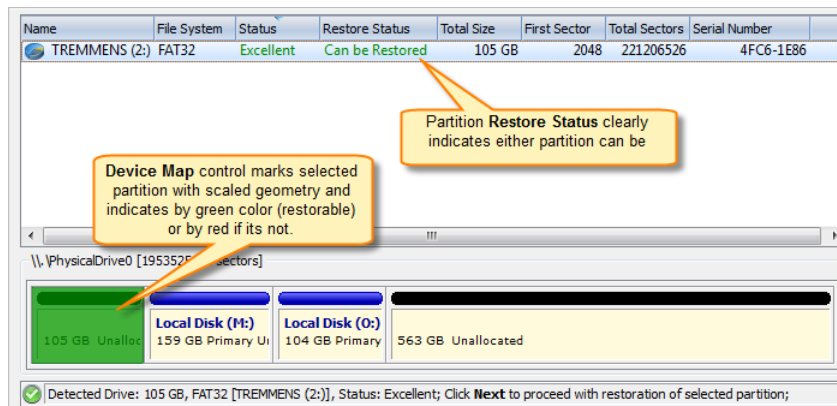 Name File System Status Restore Status Total Size First Sector Total Sectors Serial Number
TREMMENS (2:) FAT32 Excellent Can be Restored 105 GB 2048 221206526 4FC6-1E86
Partition Restore Status clearly
indicates either partition can be
Device Map control marks selected
partition with scaled geometry and
indicates by green color (restorable)
or by red if its not.
\\.\PhysicalDrive0 sectors]
Local Disk (M:) Local Disk (O:)
105 GB Unalloc 159 GB Primary 104 GB Primary 563 GB Unallocated
Detected Drive: 105 GB, FAT32 [TREMMENS (2:)], Status: Excellent; Click Next to proceed with restoration of selected partition;